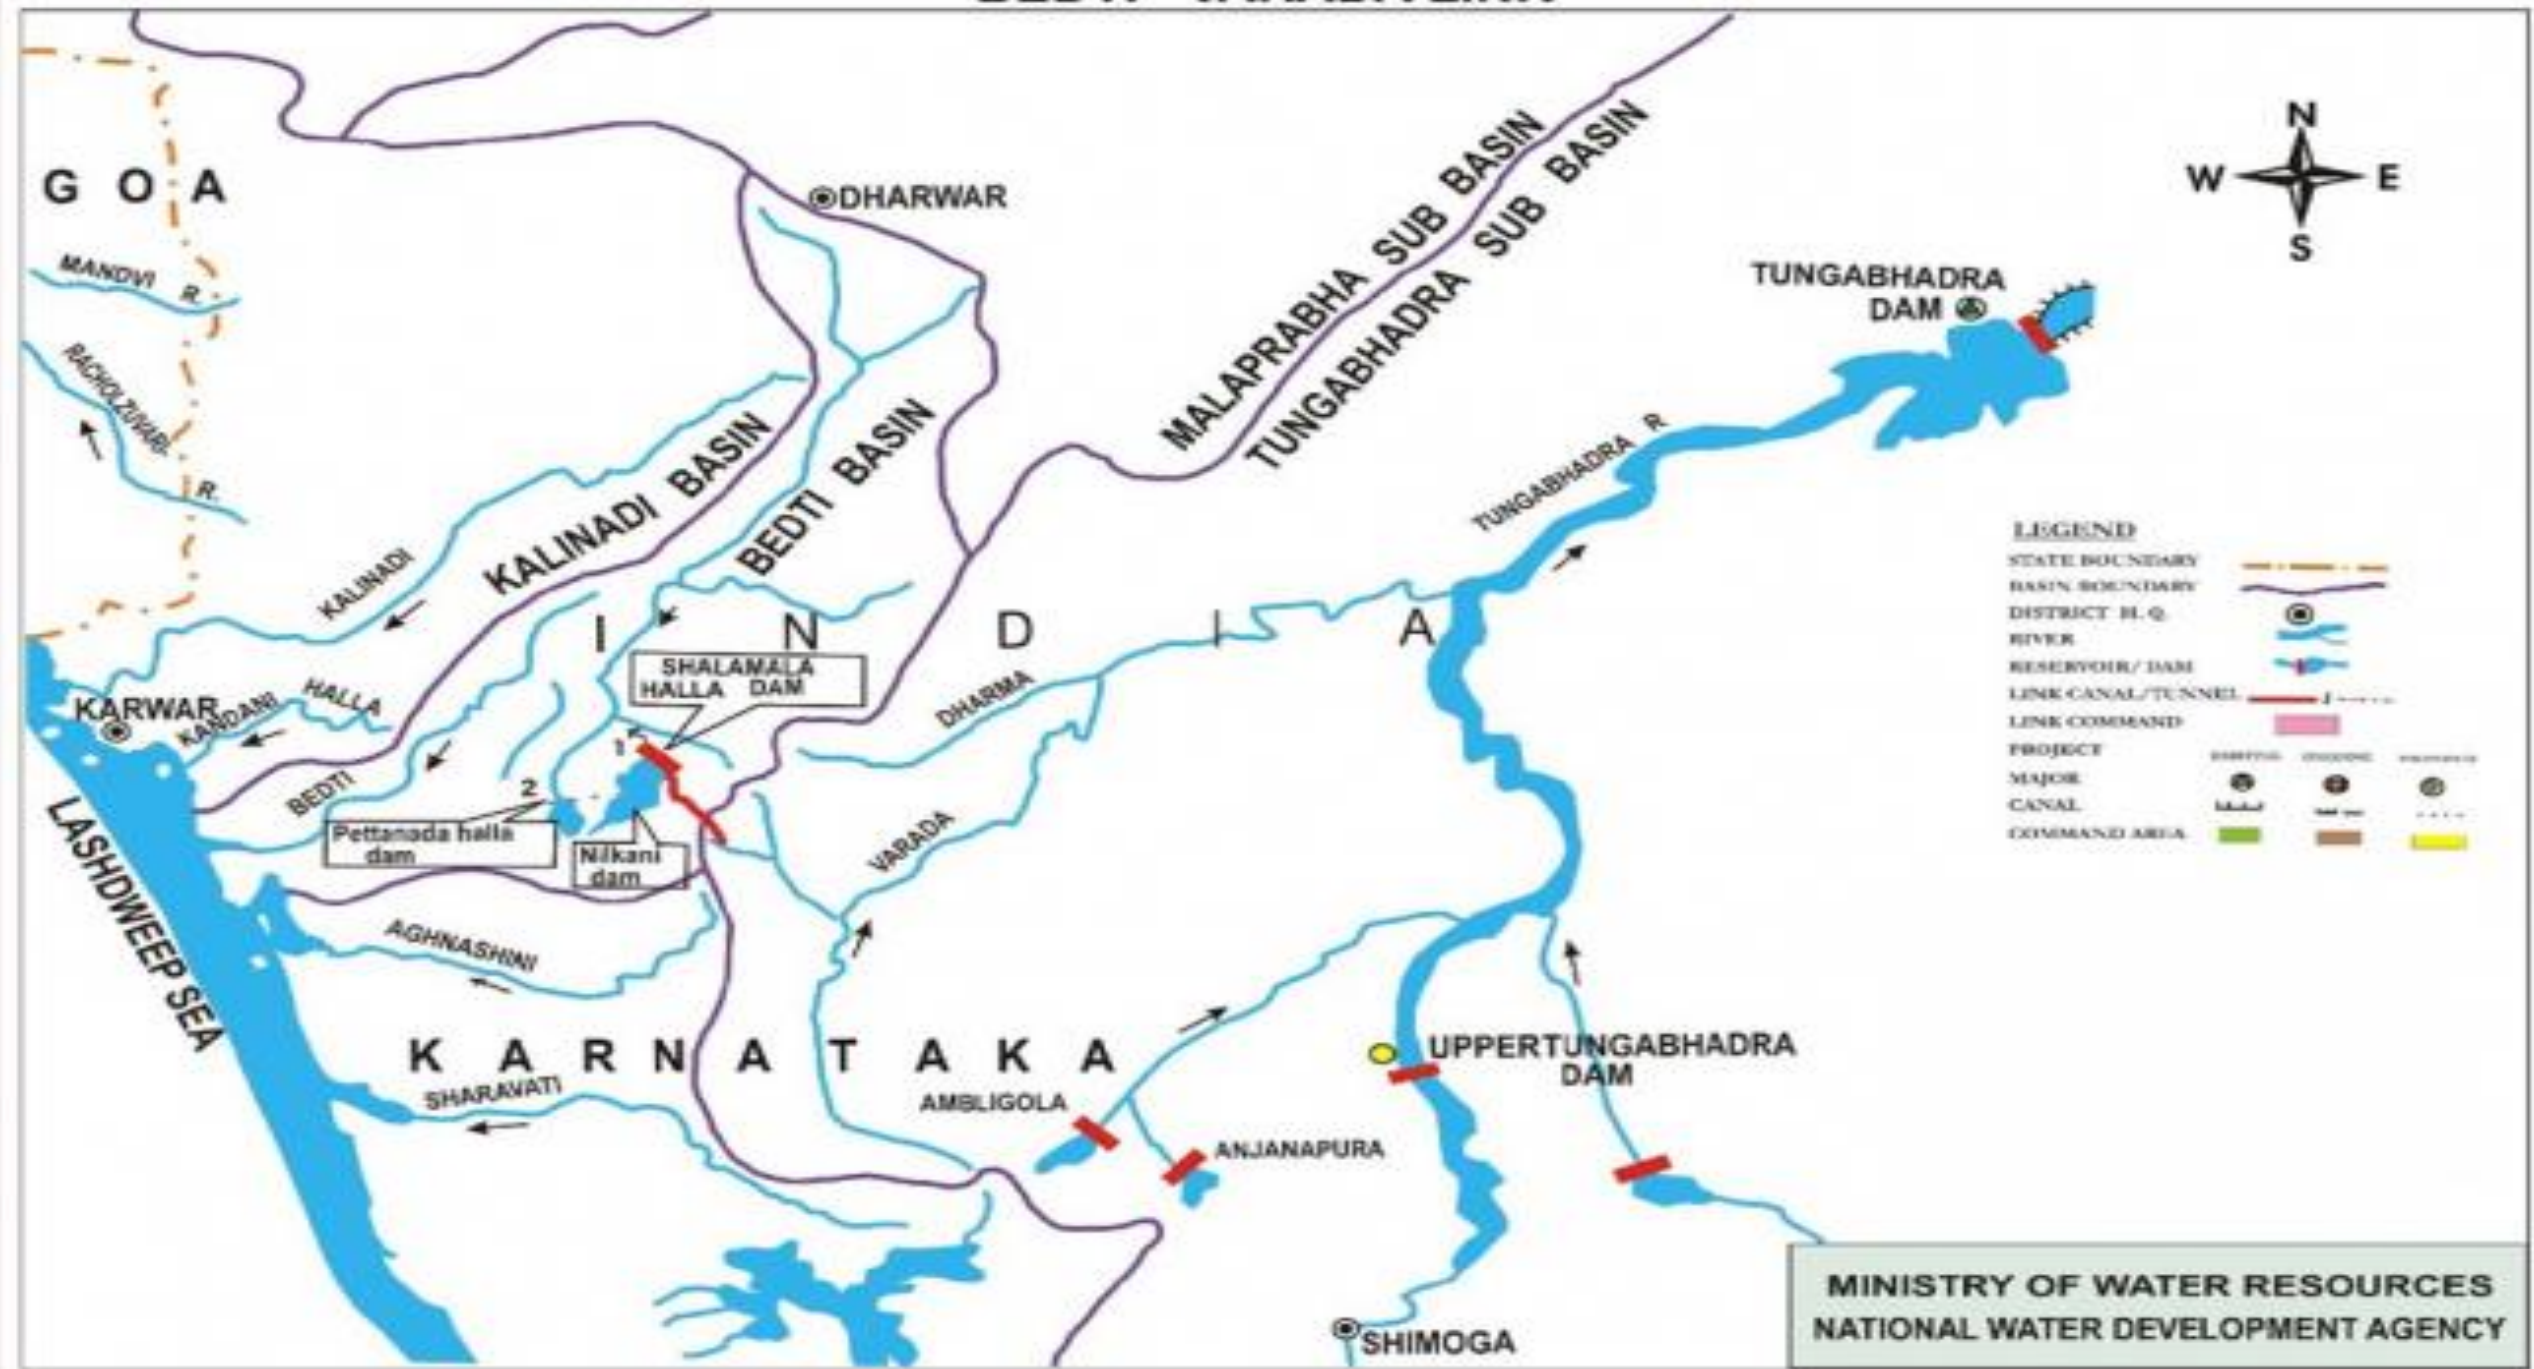 N
W E
S
G O A
DHARWAR
MANDVI R.
RACHOLZUVARI R.
MALAPRABHA SUB BASIN
TUNGABHADRA SUB BASIN
TUNGABHADRA
DAM
TUNGABHADRA R
KALINADI BASIN
BEDTI BASIN
KALINADI
I N D I A
LEGEND
STATE BOUNDARY
BASIN BOUNDARY
DISTRICT H. Q.
RIVER
RESERVOIR/ DAM
LINK CANAL/TUNNEL
LINK COMMAND
PROJECT
MAJOR
CANAL
COMMAND AREA
SHALAMALA
HALLA DAM
KARWAR
KANDANI HALLA
DHARMA
1
2
BEDTI
Pettanada halla
dam
Nilkani
dam
VARADA
LASHDWEEP SEA
AGHNASHINI
K A R N A T A K A
SHARAVATI
AMBLIGOLA
ANJANAPURA
UPPERTUNGABHADRA
DAM
SHIMOGA
MINISTRY OF WATER RESOURCES
NATIONAL WATER DEVELOPMENT AGENCY